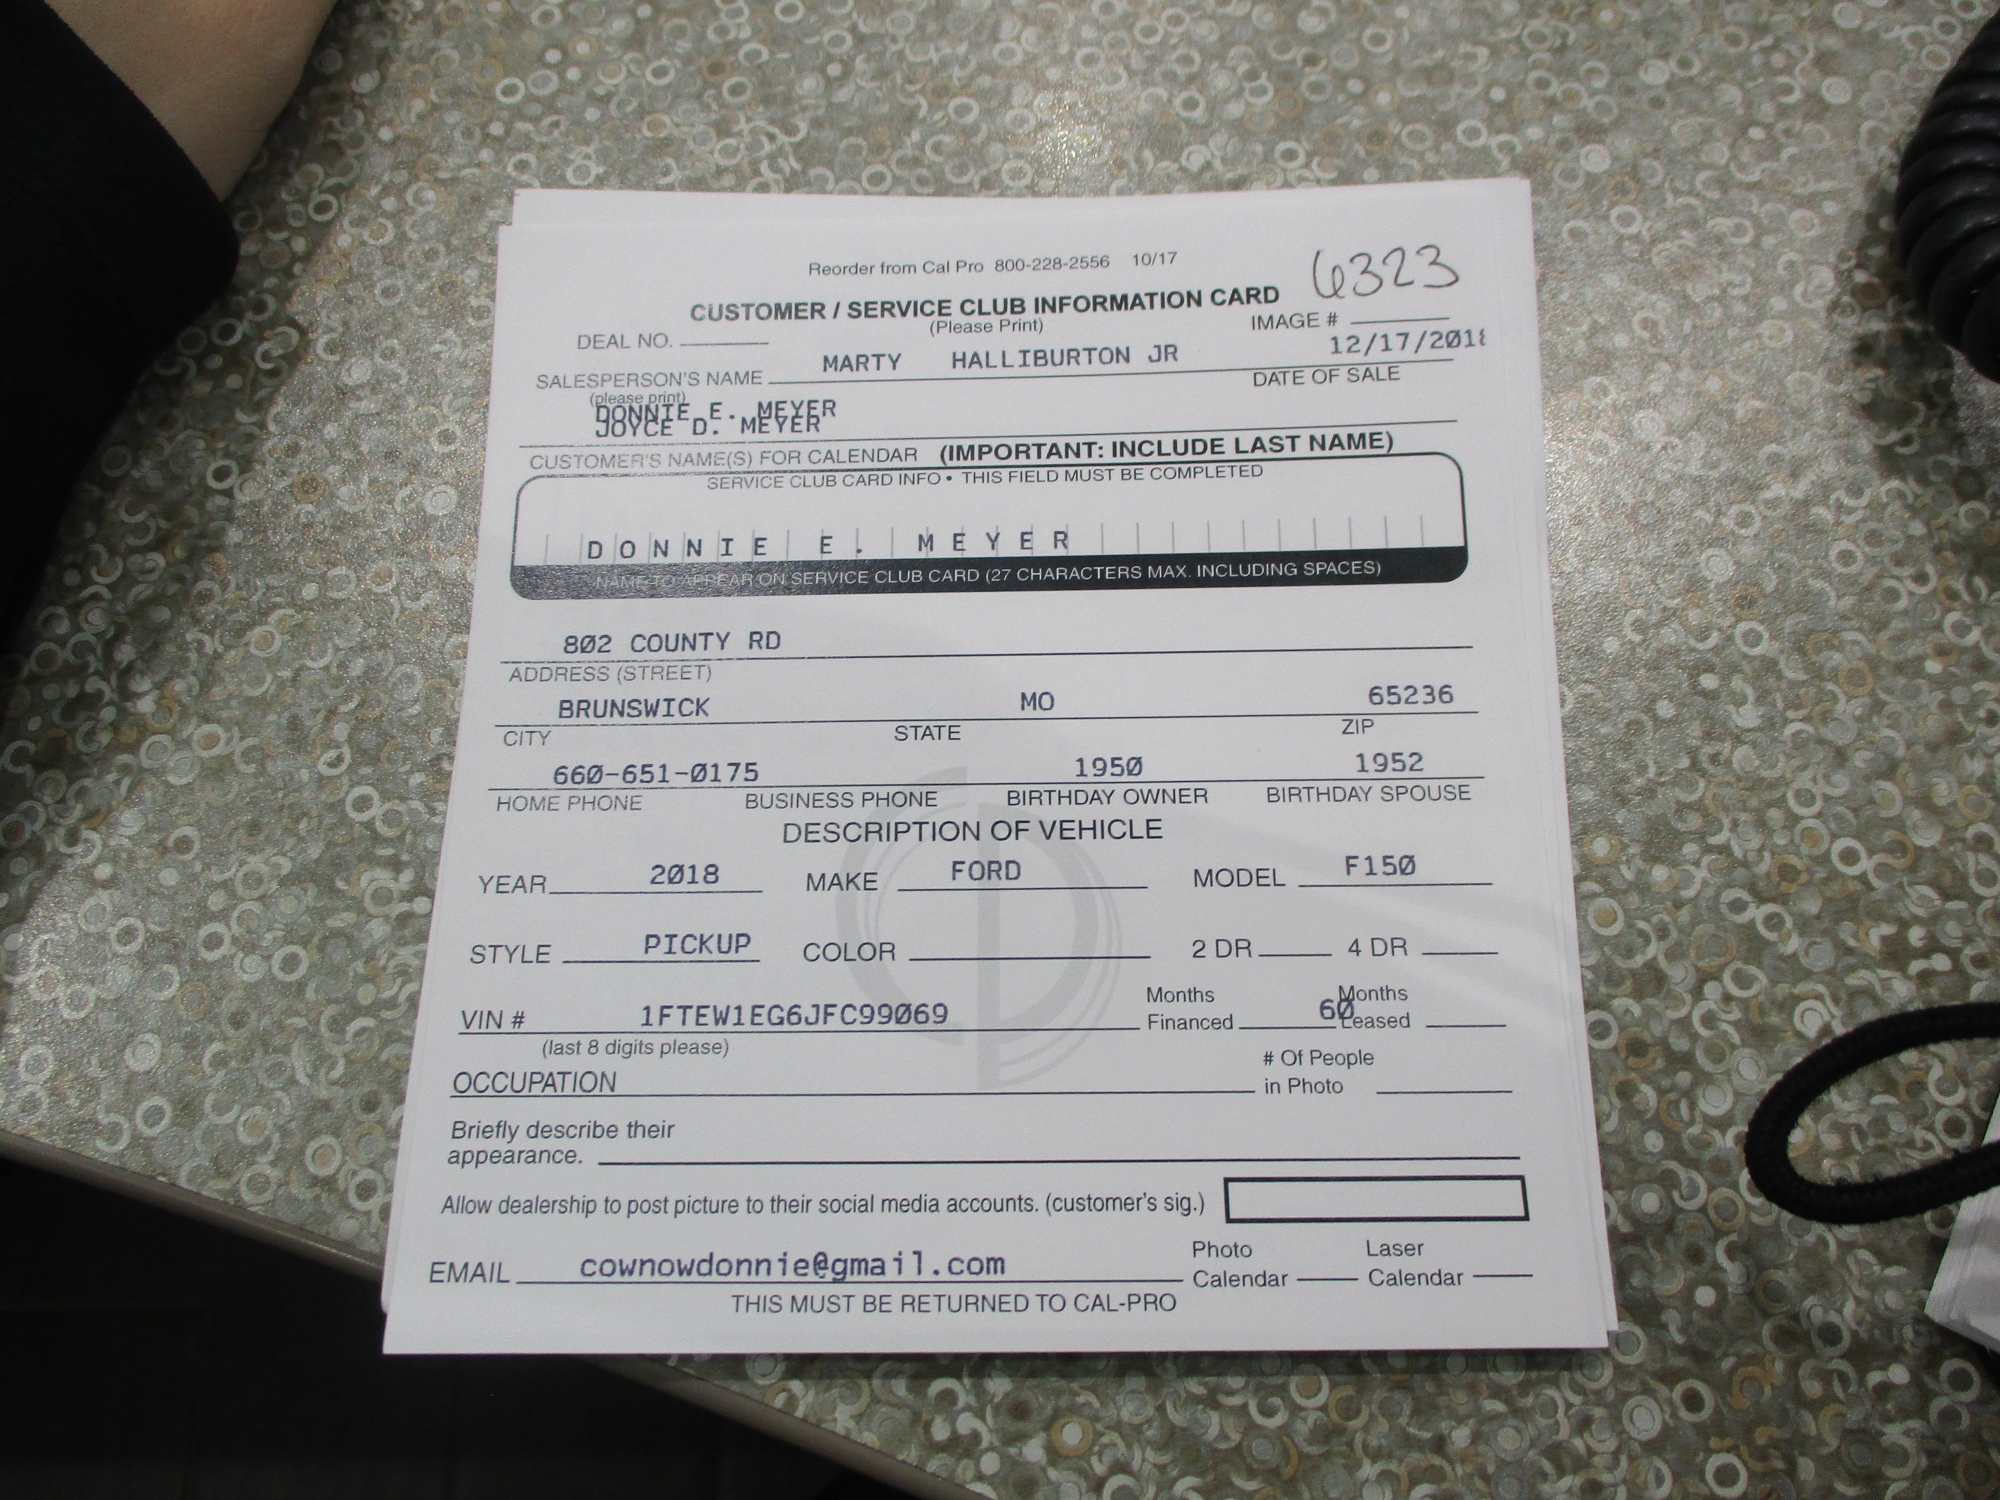 Reorder from Cal Pro 800-228-2556 10/17
6323
CUSTOMER / SERVICE CLUB INFORMATION CARD
(Please Print)
DEAL NO. IMAGE #
MARTY HALLIBURTON JR 12/17/2018
SALESPERSON'S NAME DATE OF SALE
(please print)
DONNIE E. MEYER
JOYCE D. MEYER
CUSTOMER'S NAME(S) FOR CALENDAR (IMPORTANT: INCLUDE LAST NAME)
SERVICE CLUB CARD INFO • THIS FIELD MUST BE COMPLETED
DONNIE E. MEYER
NAME TO APPEAR ON SERVICE CLUB CARD (27 CHARACTERS MAX. INCLUDING SPACES)
802 COUNTY RD
ADDRESS (STREET)
BRUNSWICK MO 65236
CITY STATE ZIP
660-651-0175 1950 1952
HOME PHONE BUSINESS PHONE BIRTHDAY OWNER BIRTHDAY SPOUSE
DESCRIPTION OF VEHICLE
YEAR 2018 MAKE FORD MODEL F150
STYLE PICKUP COLOR 2 DR 4 DR
VIN # 1FTEW1EG6JFC99069 Months Financed 60 Months Leased
(last 8 digits please)
OCCUPATION # Of People in Photo
Briefly describe their
appearance.
Allow dealership to post picture to their social media accounts. (customer's sig.)
EMAIL cownowdonnie@gmail.com Photo Calendar Laser Calendar
THIS MUST BE RETURNED TO CAL-PRO